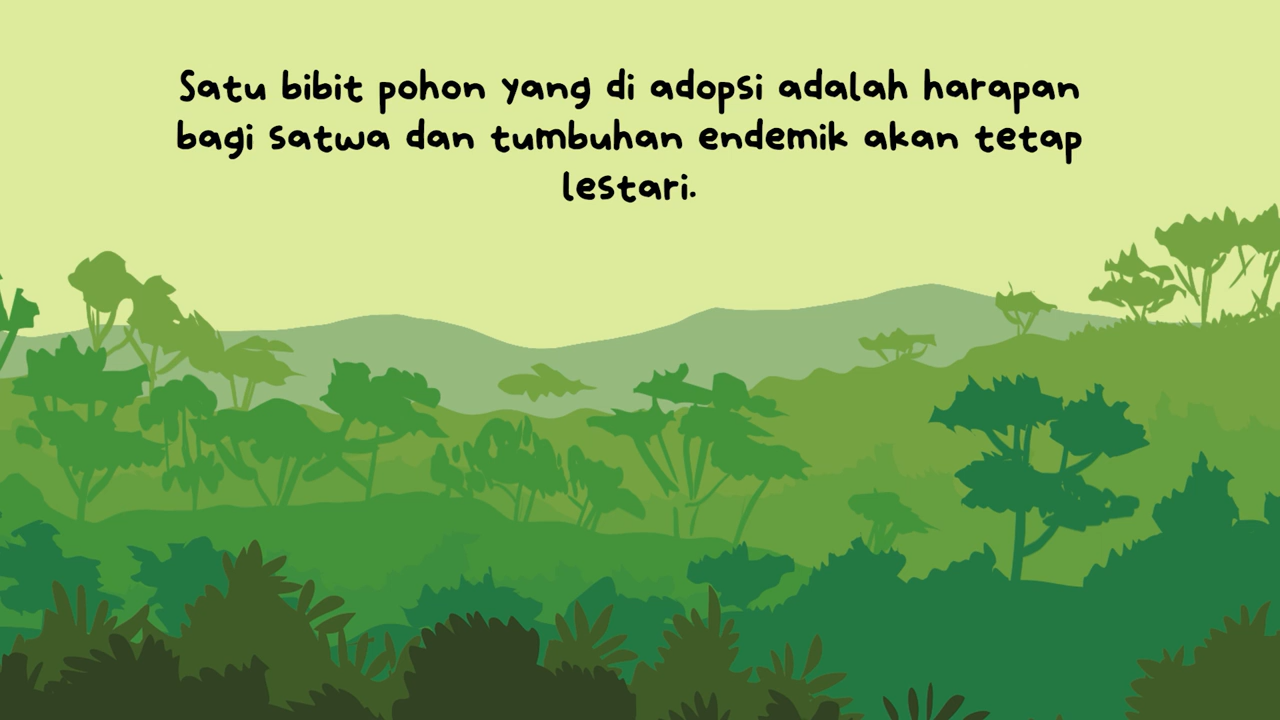 Satu bibit pohon yang di adopsi adalah harapan
bagi satwa dan tumbuhan endemik akan tetap
lestari.